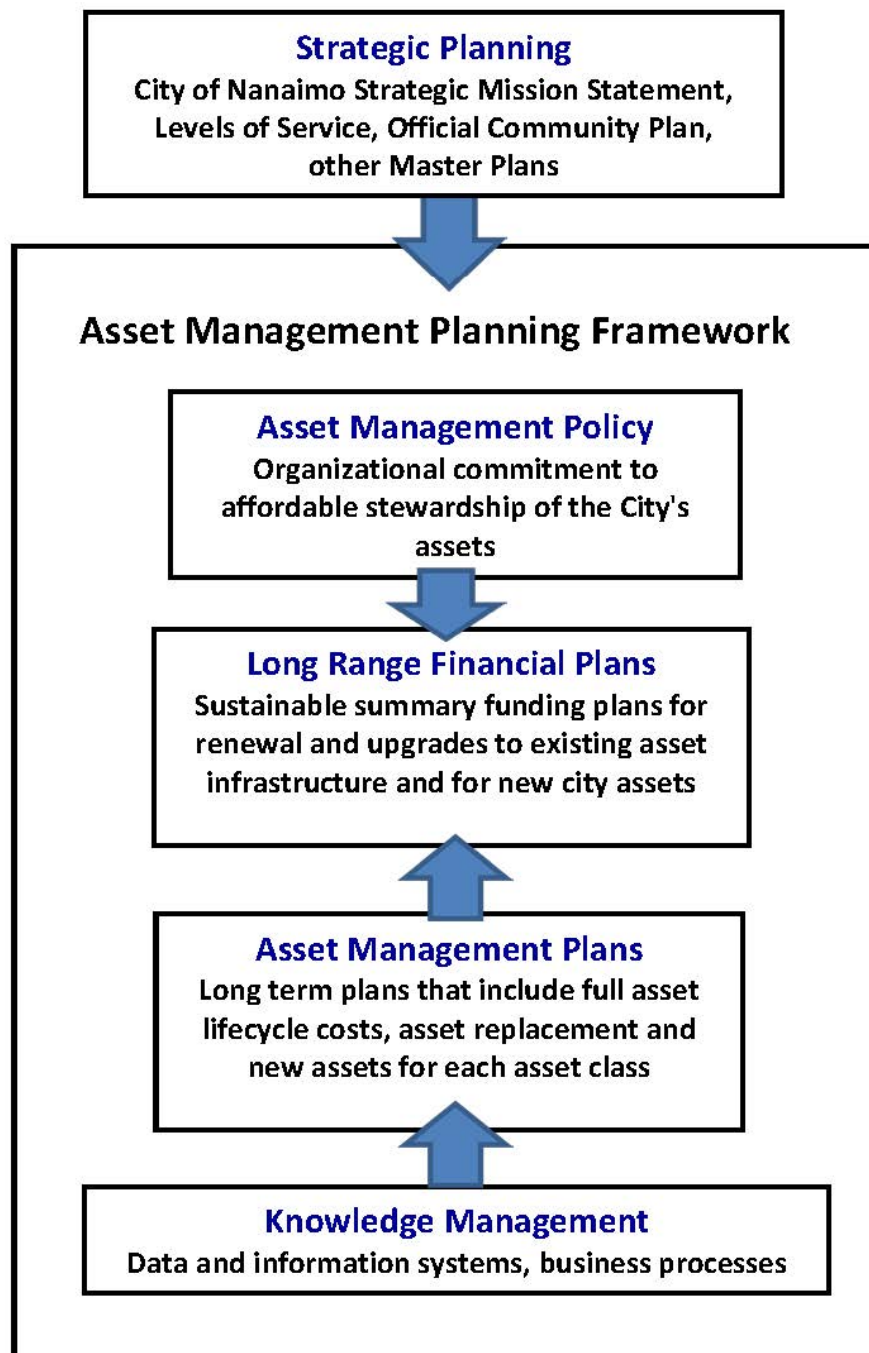 Strategic Planning
City of Nanaimo Strategic Mission Statement,
Levels of Service, Official Community Plan,
other Master Plans
Asset Management Planning Framework
Asset Management Policy
Organizational commitment to
affordable stewardship of the City's
assets
Long Range Financial Plans
Sustainable summary funding plans for
renewal and upgrades to existing asset
infrastructure and for new city assets
Asset Management Plans
Long term plans that include full asset
lifecycle costs, asset replacement and
new assets for each asset class
Knowledge Management
Data and information systems, business processes